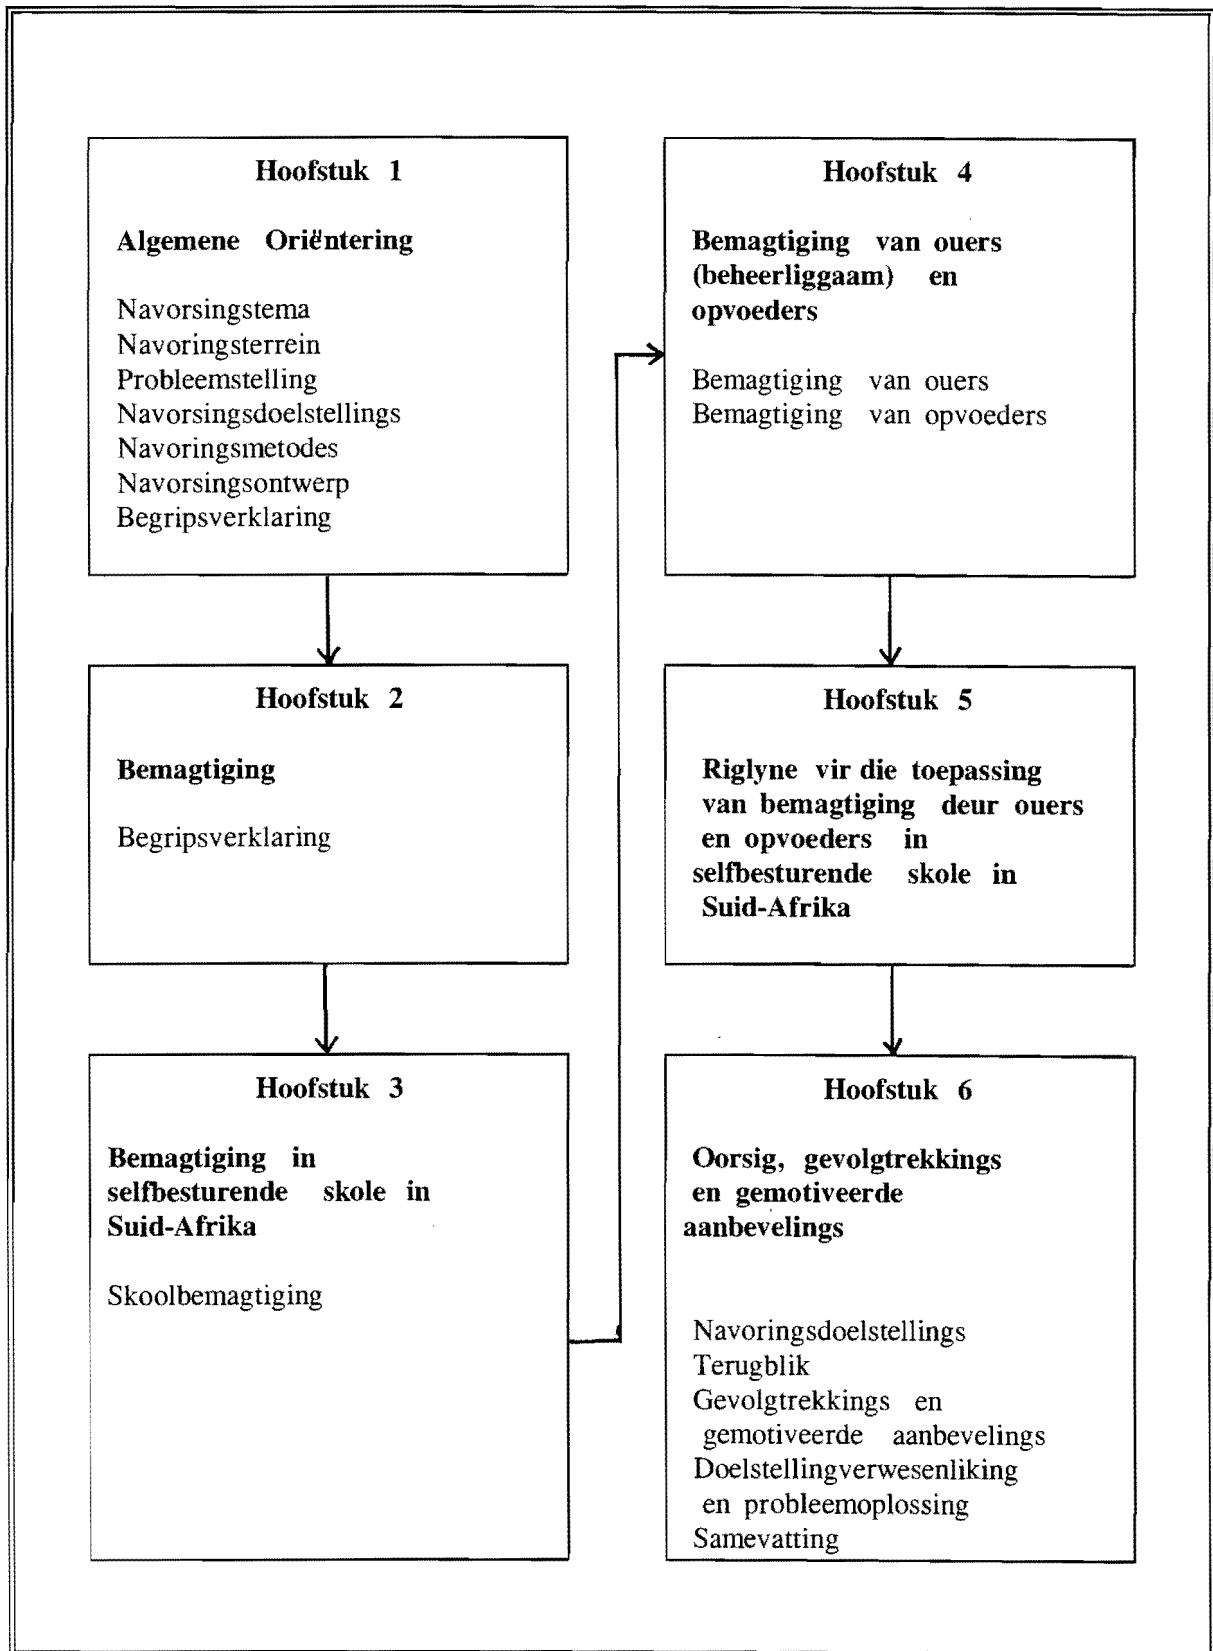 Hoofstuk 1
Algemene Oriëntering
Navorsingstema
Navoringsterrein
Probleemstelling
Navorsingsdoelstellings
Navoringsmetodes
Navorsingsontwerp
Begripsverklaring
Hoofstuk 2
Bemagtiging
Begripsverklaring
Hoofstuk 3
Bemagtiging in
selfbesturende skole in
Suid-Afrika
Skoolbemagtiging
Hoofstuk 4
Bemagtiging van ouers
(beheerliggaam) en
opvoeders
Bemagtiging van ouers
Bemagtiging van opvoeders
Hoofstuk 5
Riglyne vir die toepassing
van bemagtiging deur ouers
en opvoeders in
selfbesturende skole in
Suid-Afrika
Hoofstuk 6
Oorsig, gevolgtrekkings
en gemotiveerde
aanbevelings
Navoringsdoelstellings
Terugblik
Gevolgtrekkings en
gemotiveerde aanbevelings
Doelstellingverwesenliking
en probleemoplossing
Samevatting